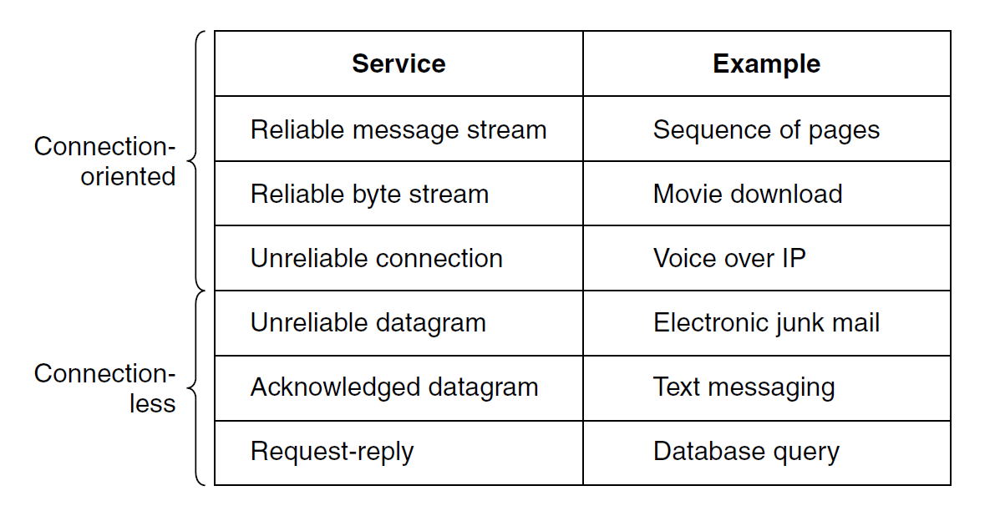 Service Example
Reliable message stream Sequence of pages
Connection-
oriented
Reliable byte stream Movie download
Unreliable connection Voice over IP
Unreliable datagram Electronic junk mail
Connection-
less
Acknowledged datagram Text messaging
Request-reply Database query